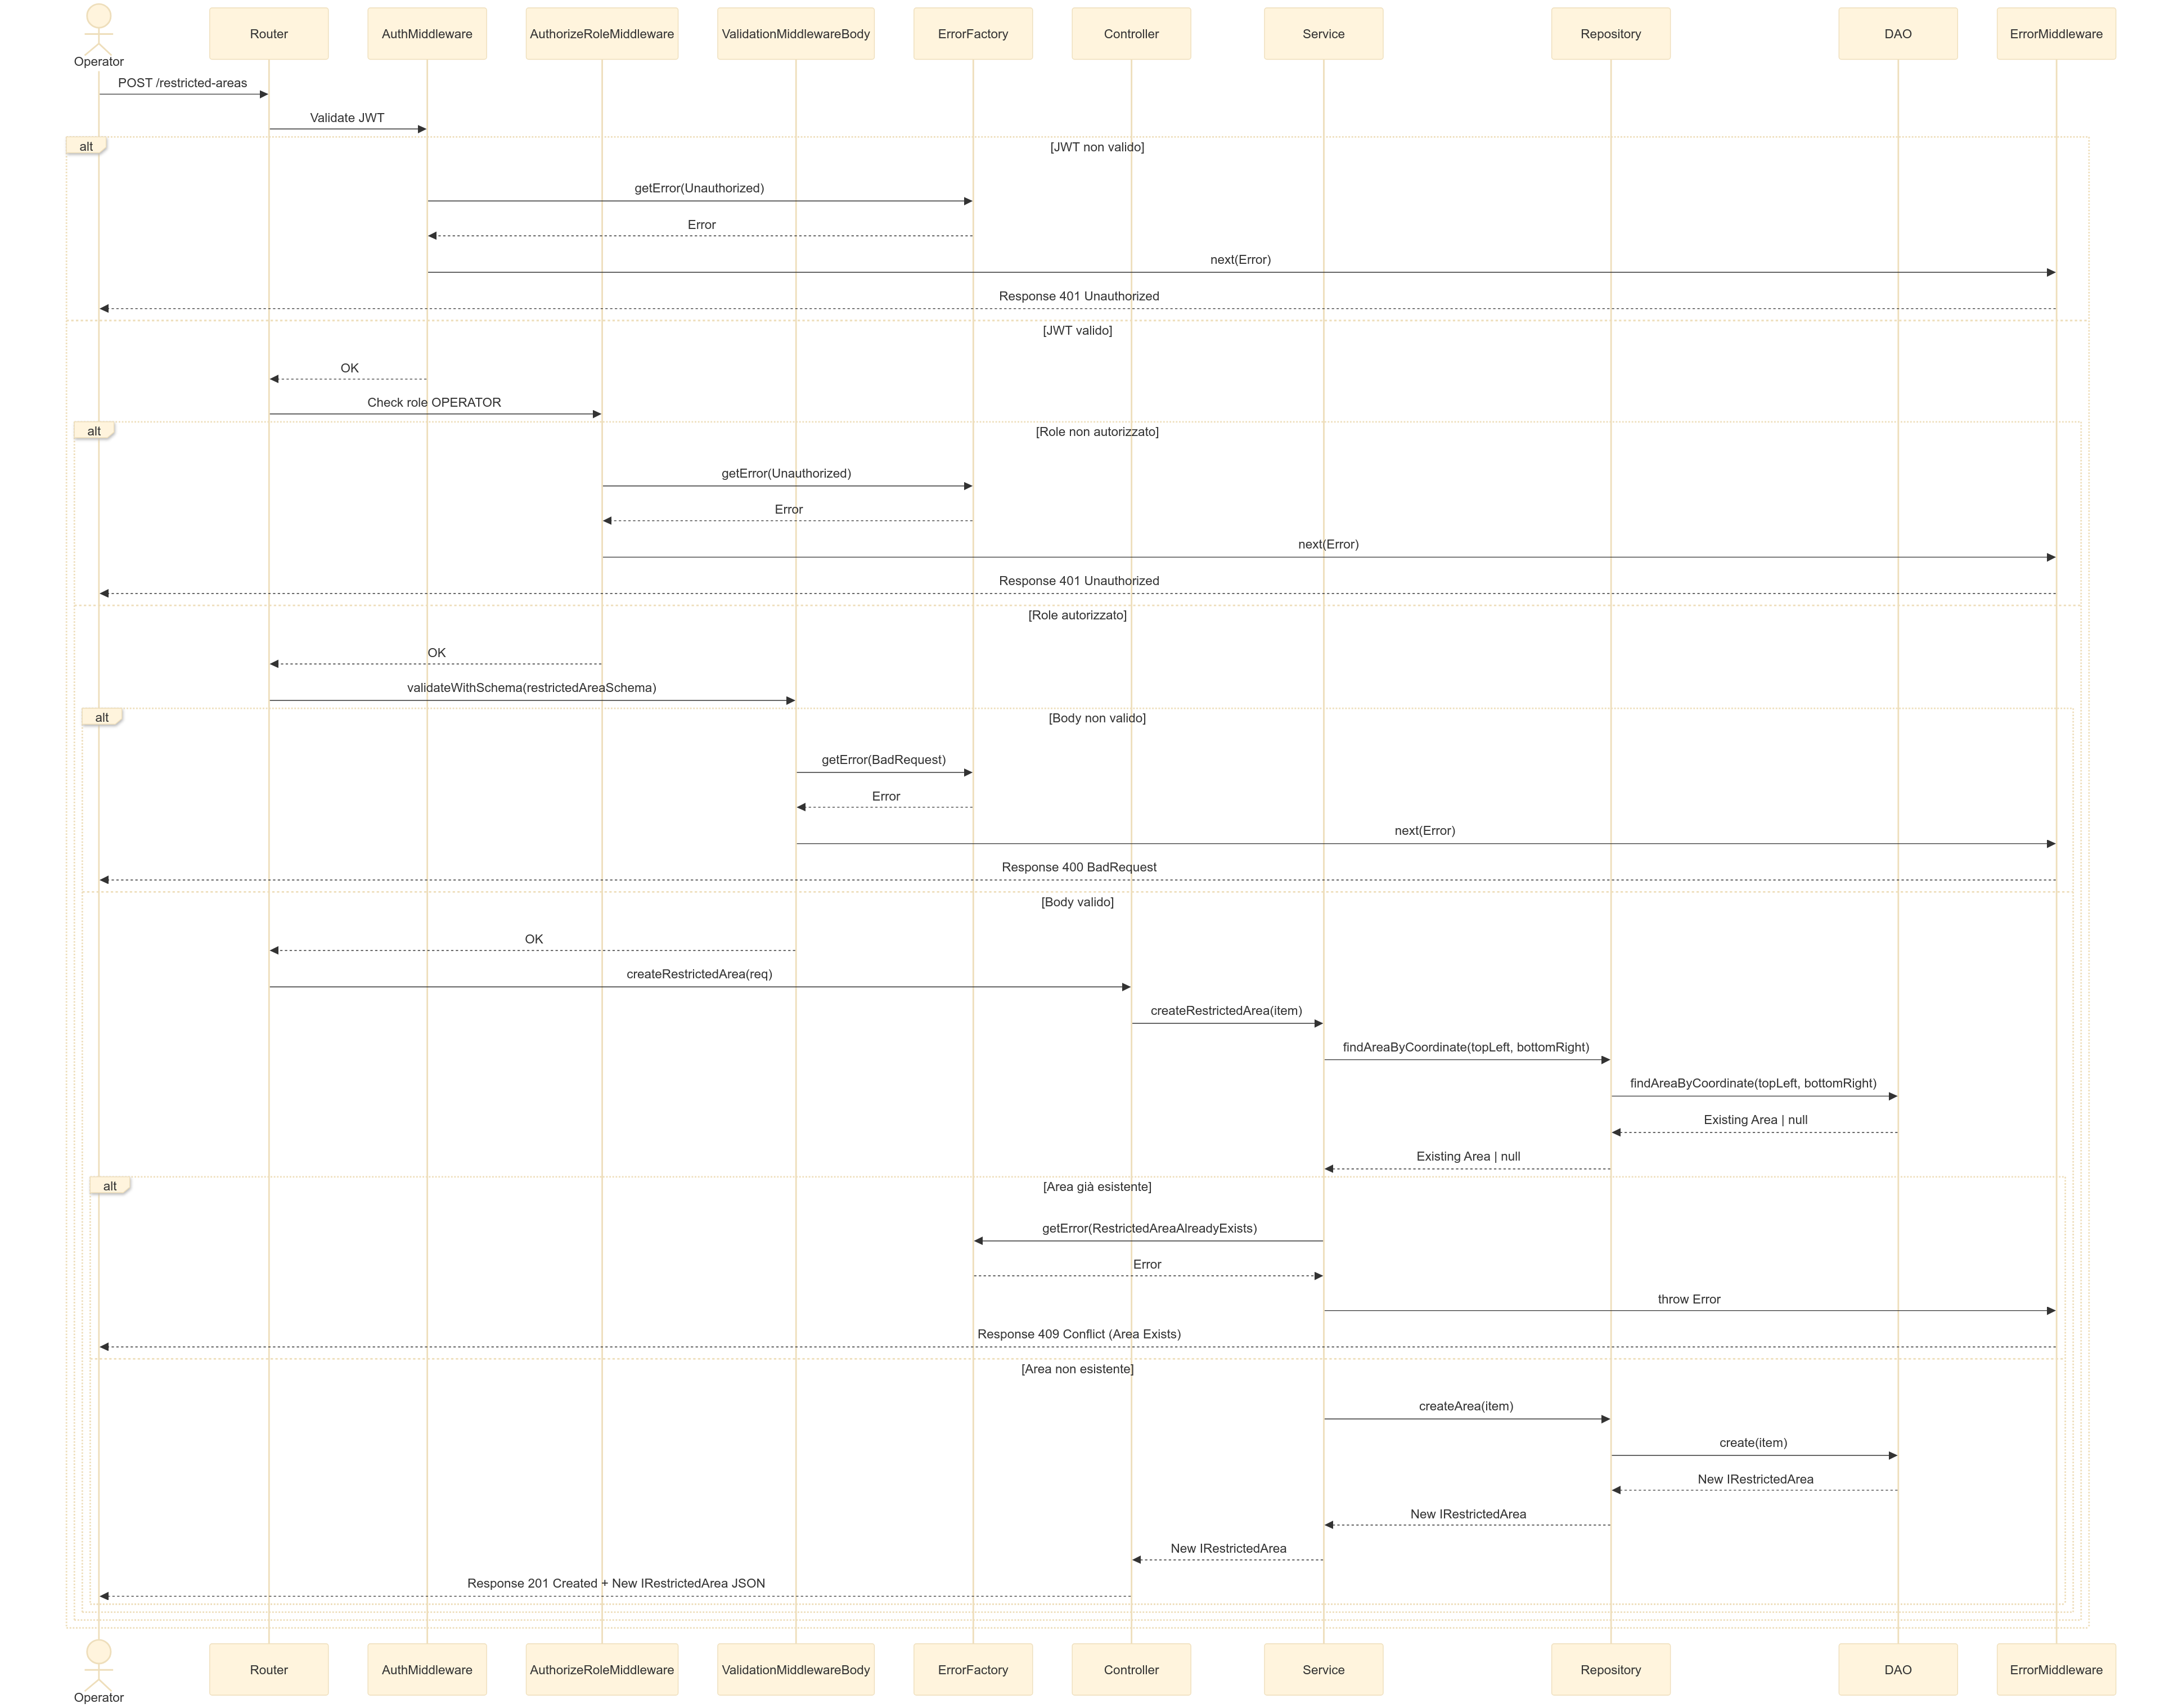 Operator
Router
AuthMiddleware
AuthorizeRoleMiddleware
ValidationMiddlewareBody
ErrorFactory
Controller
Service
Repository
DAO
ErrorMiddleware
POST /restricted-areas
Validate JWT
alt
[JWT non valido]
getError(Unauthorized)
Error
next(Error)
Response 401 Unauthorized
[JWT valido]
OK
Check role OPERATOR
alt
[Role non autorizzato]
getError(Unauthorized)
Error
next(Error)
Response 401 Unauthorized
[Role autorizzato]
OK
validateWithSchema(restrictedAreaSchema)
alt
[Body non valido]
getError(BadRequest)
Error
next(Error)
Response 400 BadRequest
[Body valido]
OK
createRestrictedArea(req)
createRestrictedArea(item)
findAreaByCoordinate(topLeft, bottomRight)
findAreaByCoordinate(topLeft, bottomRight)
Existing Area | null
Existing Area | null
alt
[Area già esistente]
getError(RestrictedAreaAlreadyExists)
Error
throw Error
Response 409 Conflict (Area Exists)
[Area non esistente]
createArea(item)
create(item)
New IRestrictedArea
New IRestrictedArea
New IRestrictedArea
Response 201 Created + New IRestrictedArea JSON
Operator
Router
AuthMiddleware
AuthorizeRoleMiddleware
ValidationMiddlewareBody
ErrorFactory
Controller
Service
Repository
DAO
ErrorMiddleware